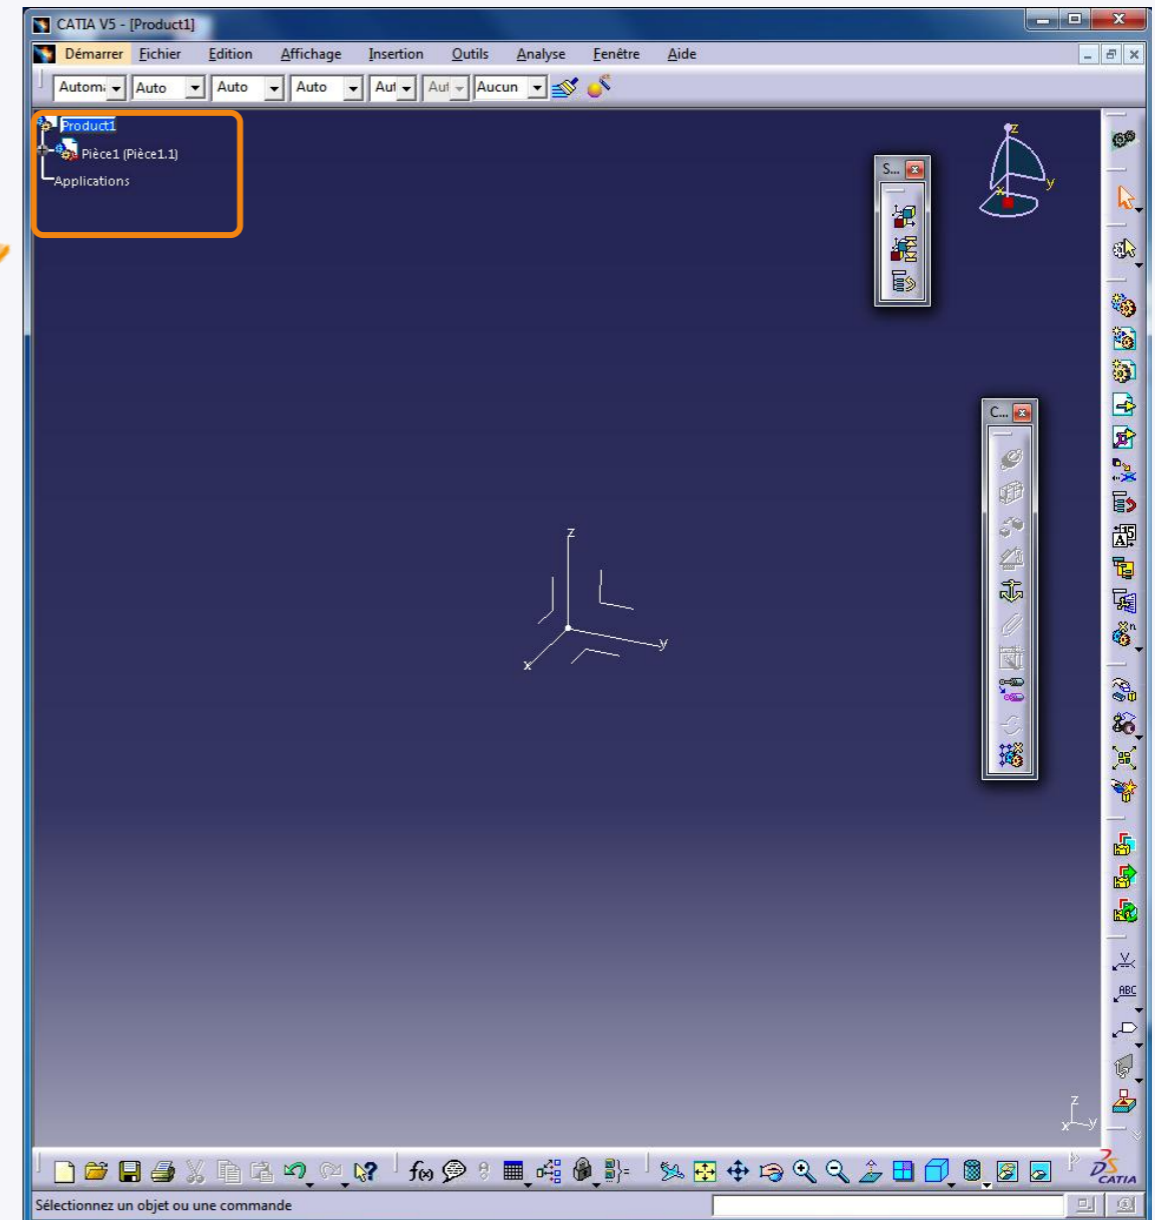 CATIA V5 - [Product1]
Démarrer Fichier Edition Affichage Insertion Outils Analyse Fenêtre Aide
Auto Auto Auto Aucun
Product1
Pièce1 (Pièce1.1)
Applications
S...
z
y
x
C...
z
y
x
15
A
n
V
ABC
z
x y
f(x)
CATIA
Sélectionnez un objet ou une commande